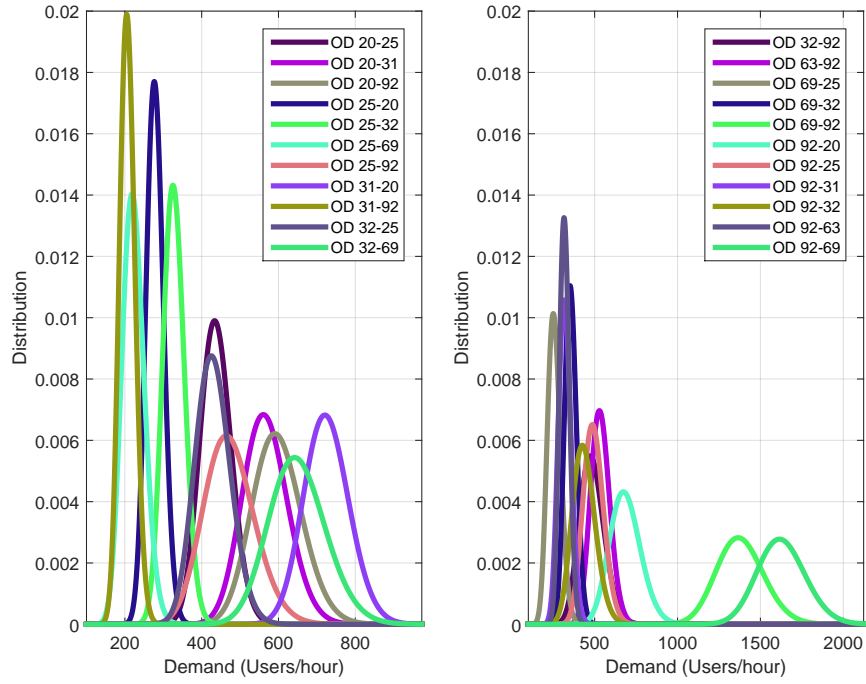 0.02
0.018
0.016
0.014
0.012
0.01
0.008
0.006
0.004
0.002
0
Distribution
200
400
600
800
Demand (Users/hour)
OD 20-25
OD 20-31
OD 20-92
OD 25-20
OD 25-32
OD 25-69
OD 25-92
OD 31-20
OD 31-92
OD 32-25
OD 32-69
0.02
0.018
0.016
0.014
0.012
0.01
0.008
0.006
0.004
0.002
0
Distribution
500
1000
1500
2000
Demand (Users/hour)
OD 32-92
OD 63-92
OD 69-25
OD 69-32
OD 69-92
OD 92-20
OD 92-25
OD 92-31
OD 92-32
OD 92-63
OD 92-69